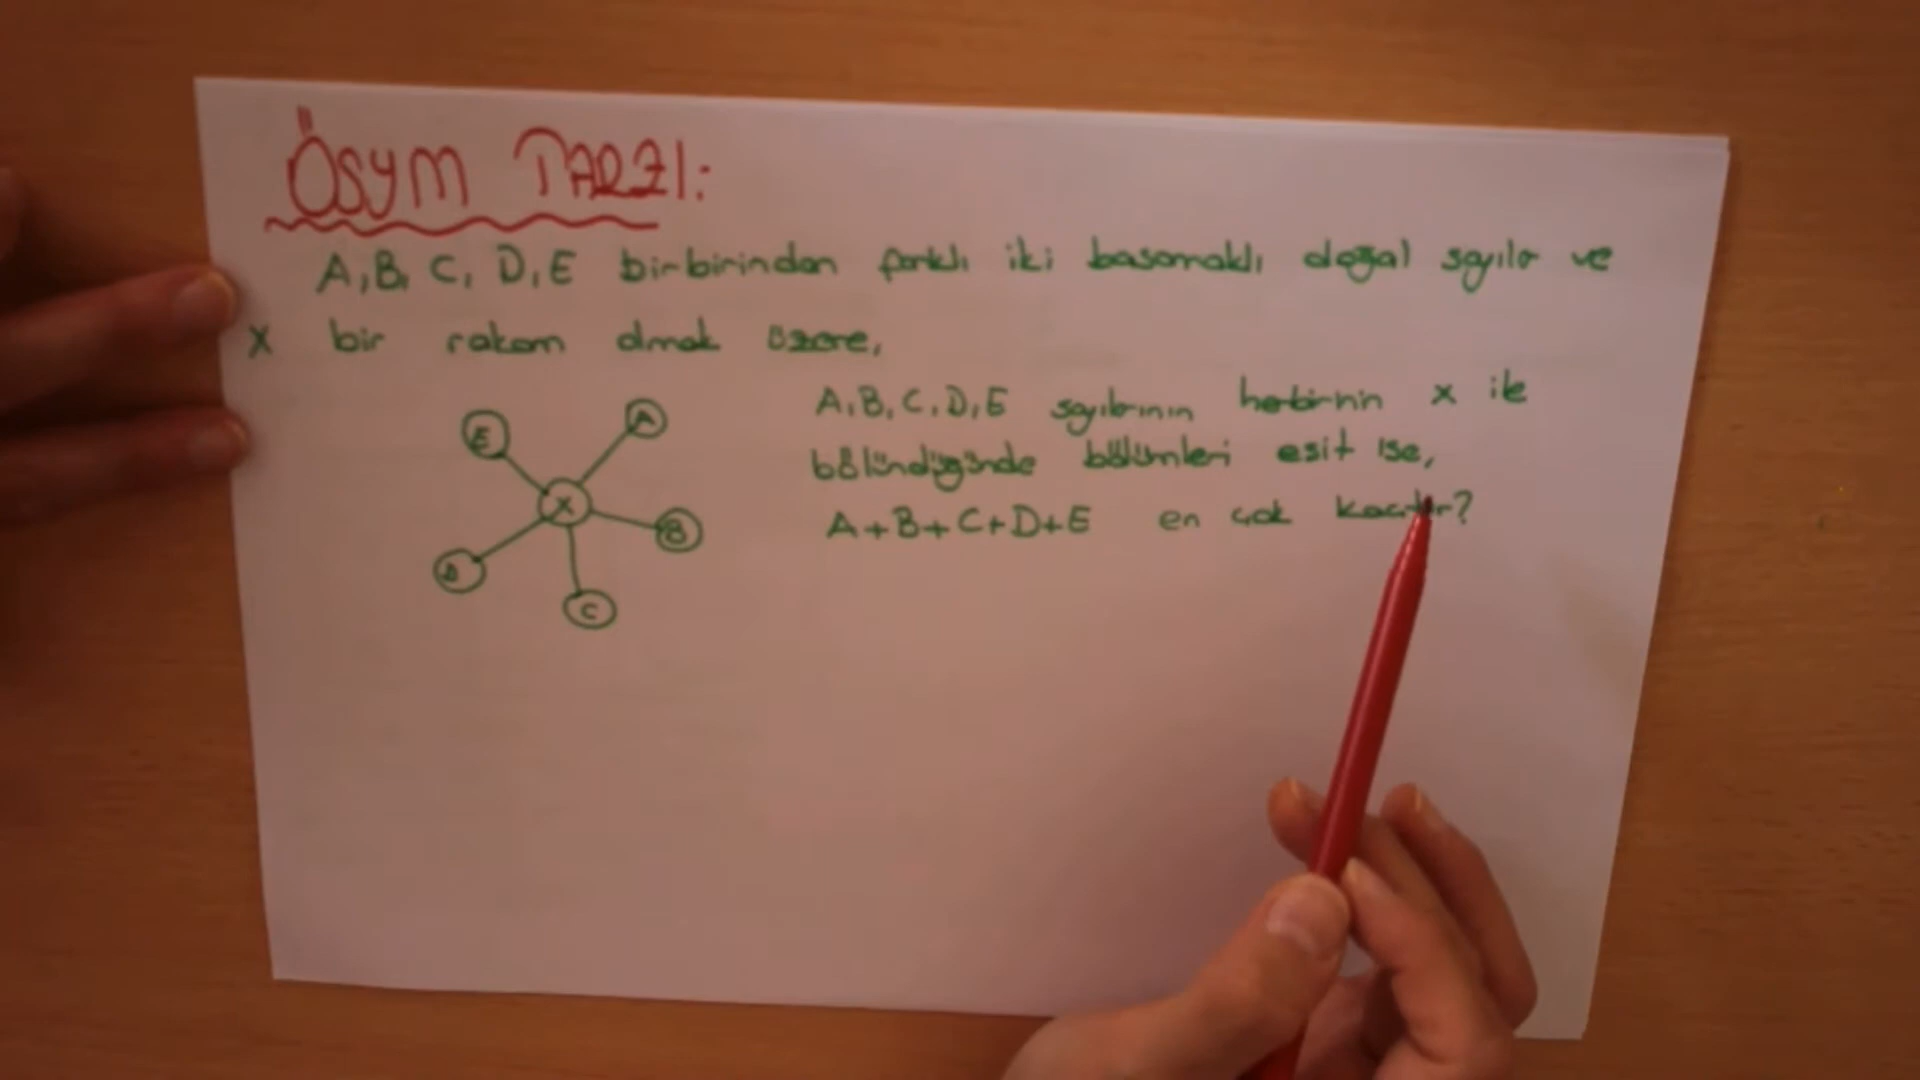 ÖSYM TARZI:
A, B, C, D, E birbirinden farklı iki basamaklı doğal sayılar ve
X bir rakam olmak üzere,
A, B, C, D, E sayılarının herbirinin x ile
bölündüğünde bölümleri eşit ise,
A+B+C+D+E en çok kaçtır?
E
A
X
B
D
C